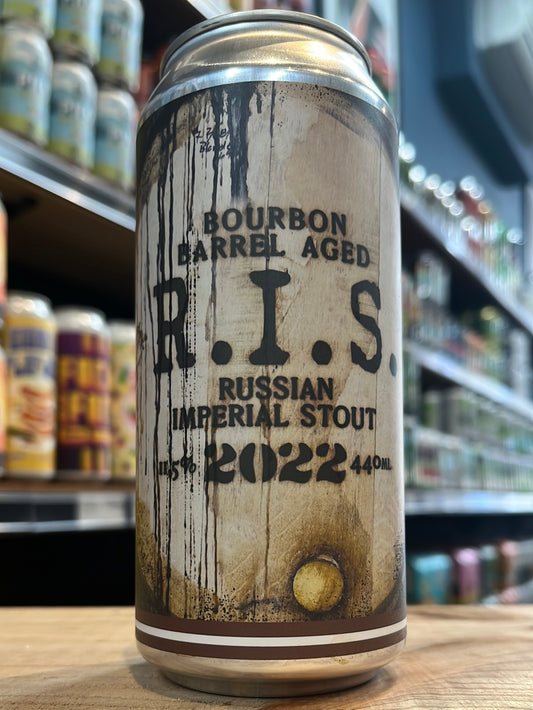 BOURBON
BARREL AGED
R.I.S.
RUSSIAN
IMPERIAL STOUT
11.5% 2022 440ML